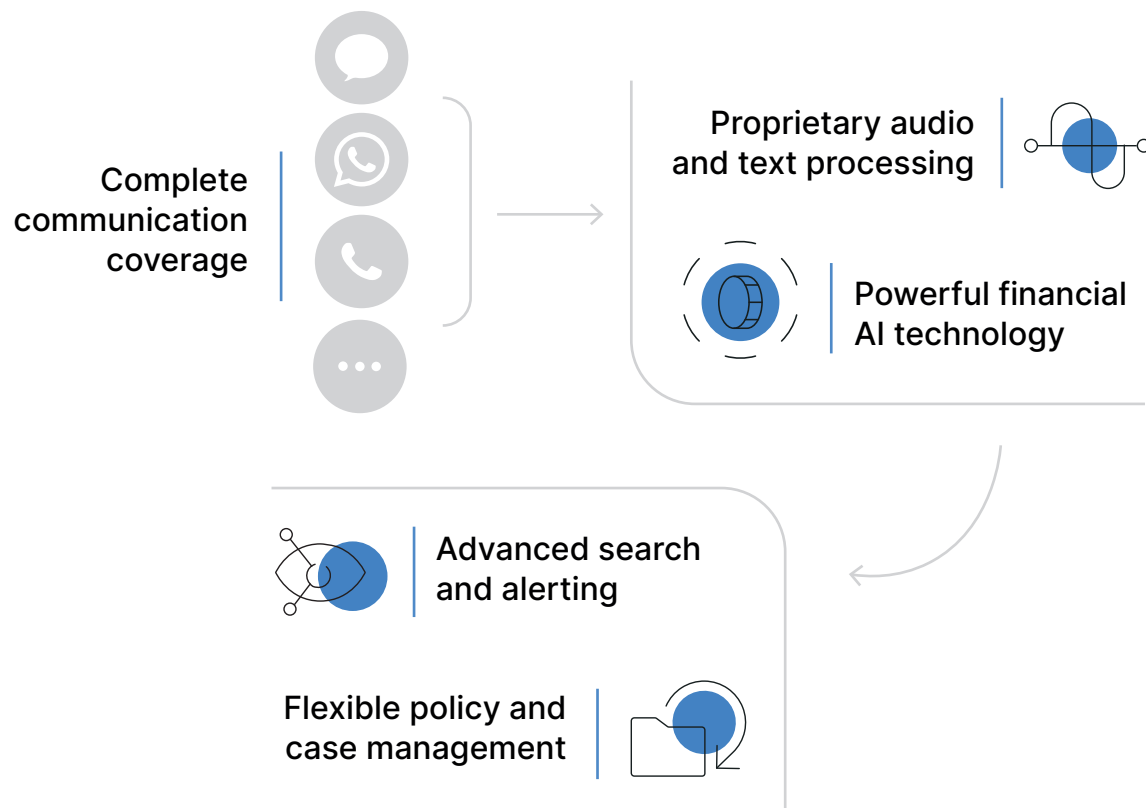 Complete
communication
coverage
Proprietary audio
and text processing
Powerful financial
AI technology
Advanced search
and alerting
Flexible policy and
case management